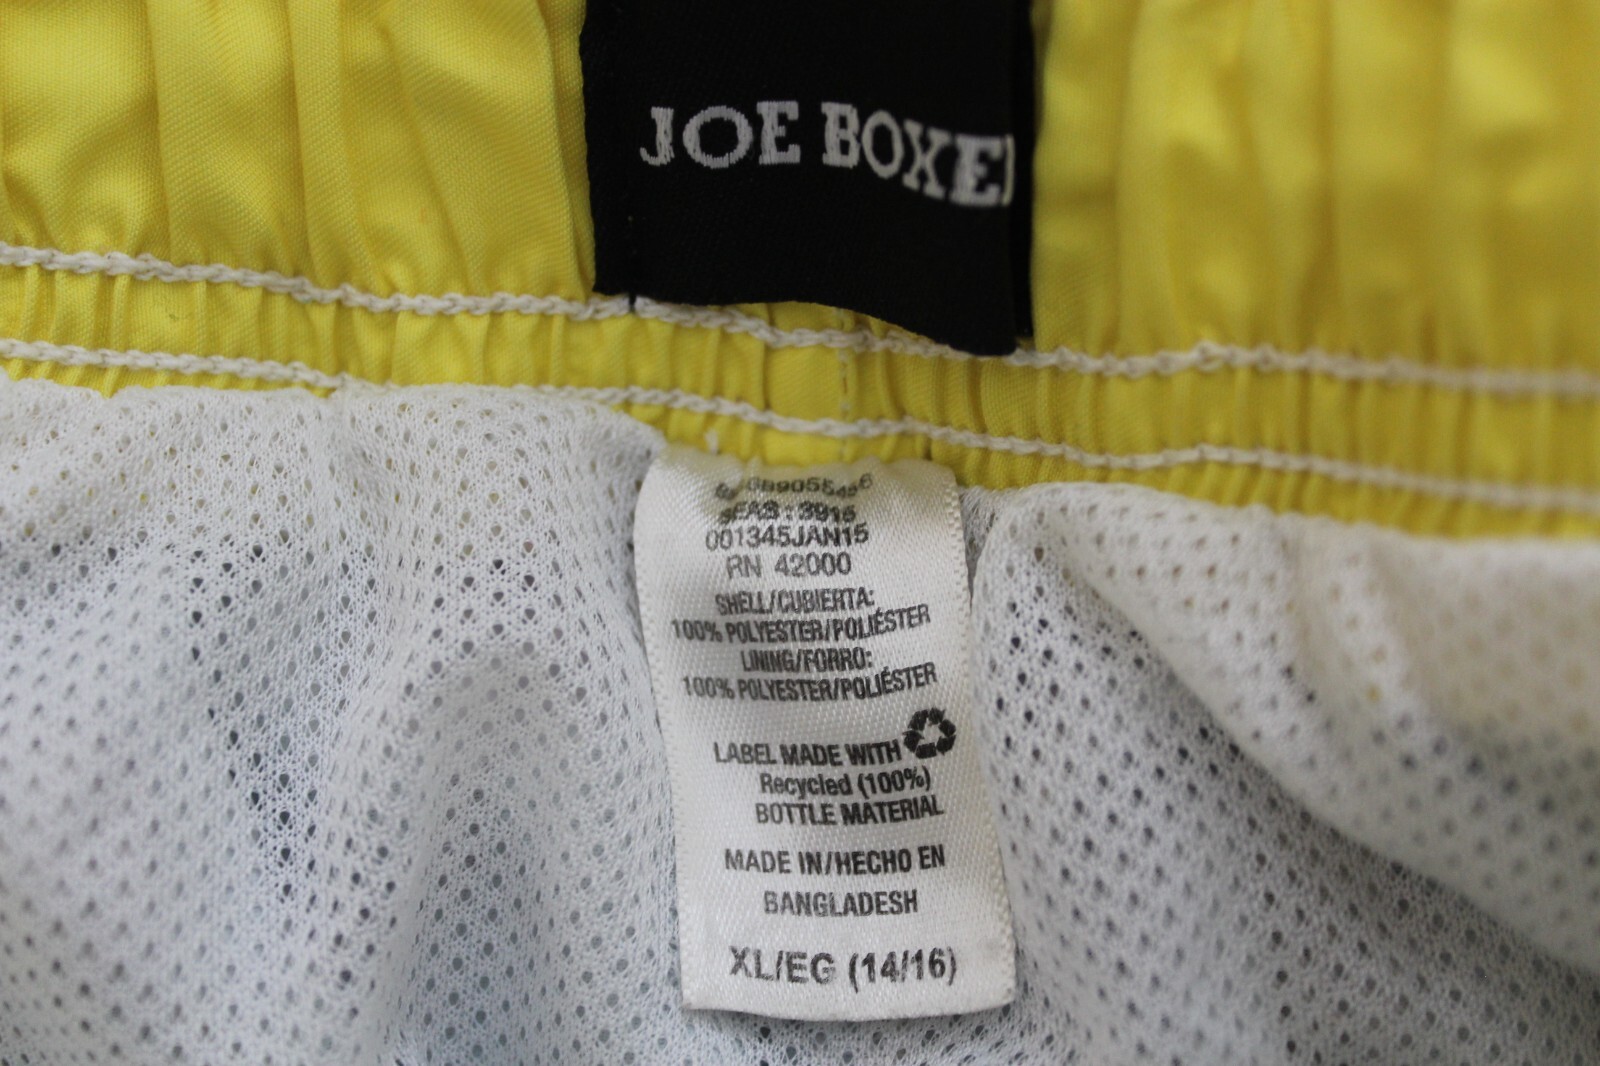 JOE BOXE
001345JAN15
RN 42000
SHELL/CUBIERTA:
100% POLYESTER/POLIÉSTER
LINING/FORRO:
100% POLYESTER/POLIÉSTER
LABEL MADE WITH
Recycled (100%)
BOTTLE MATERIAL
MADE IN/HECHO EN
BANGLADESH
XL/EG (14/16)